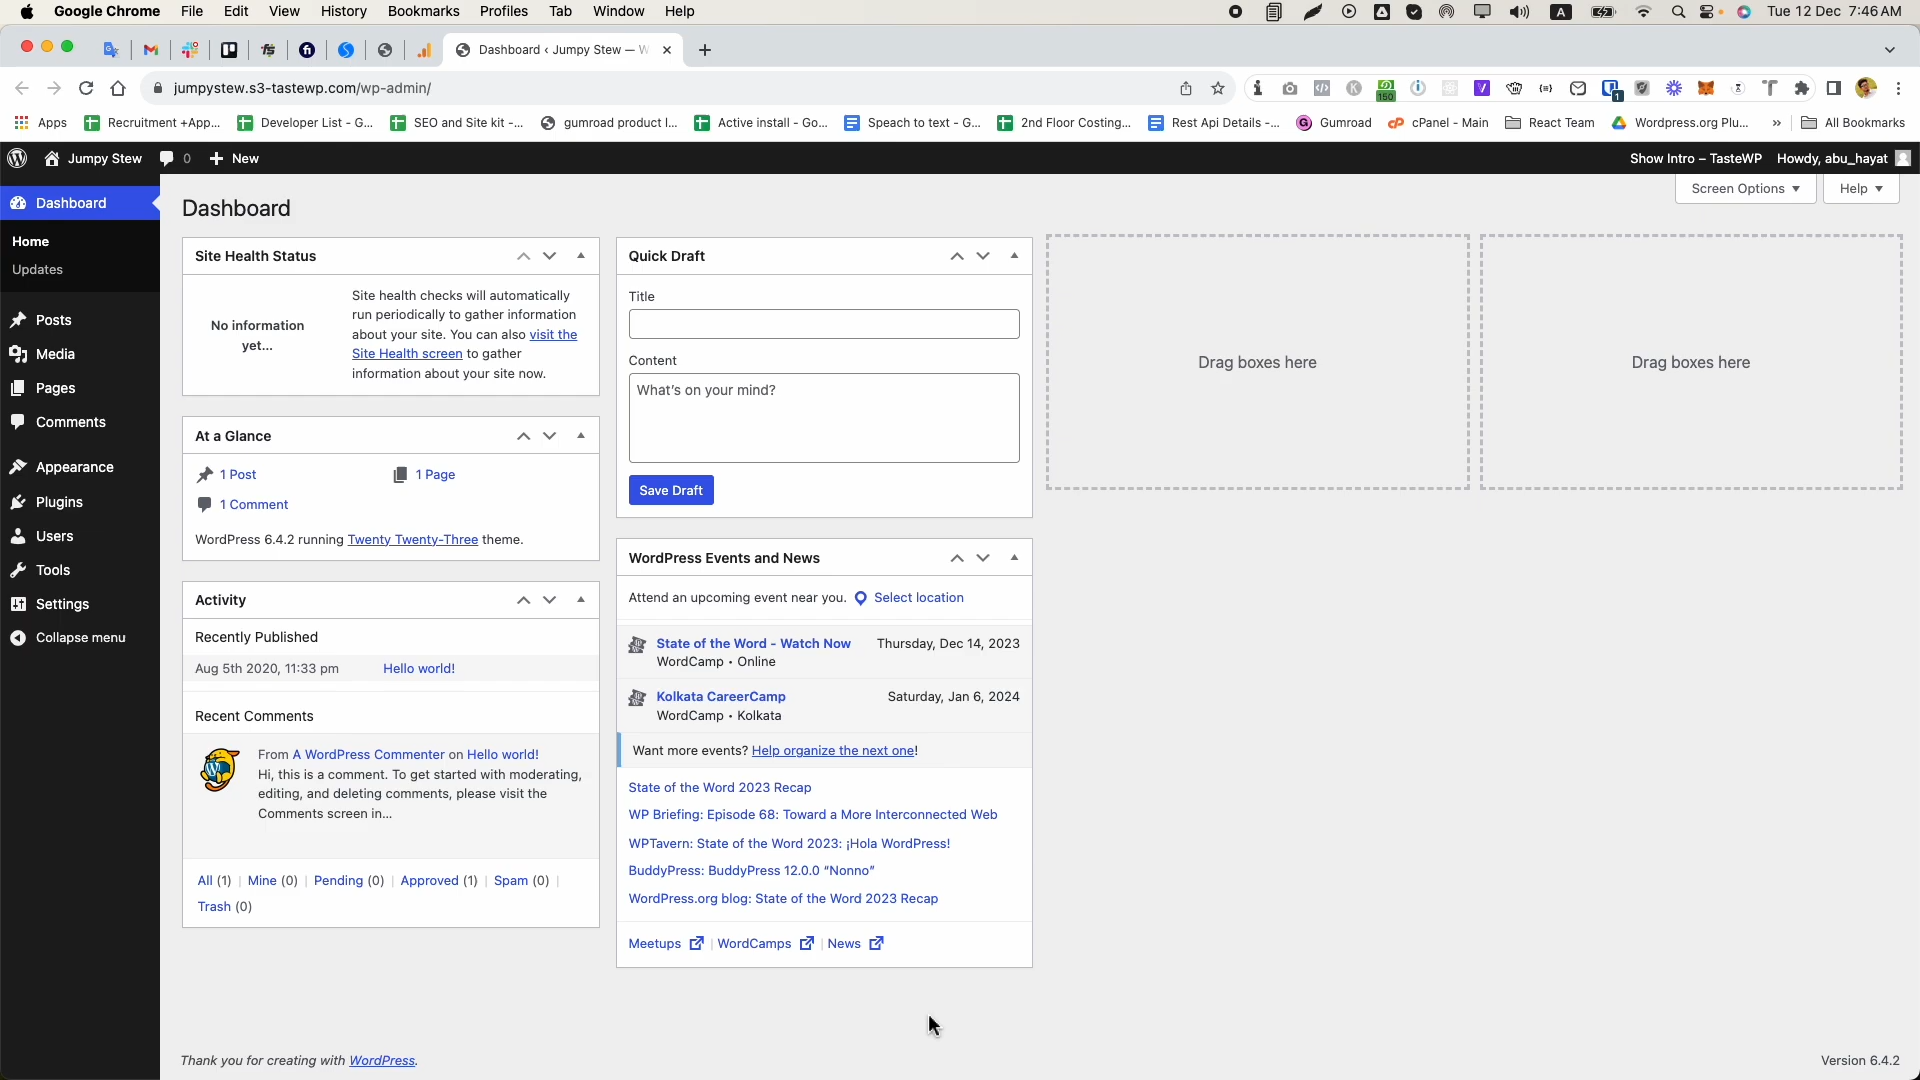 Google Chrome File Edit View History Bookmarks Profiles Tab Window Help A Tue 12 Dec 7:46 AM
Dashboard ‹ Jumpy Stew — W
jumpystew.s3-tastewp.com/wp-admin/
150
1
Apps Recruitment +App... Developer List - G... SEO and Site kit -... gumroad product l... Active install - Go... Speach to text - G... 2nd Floor Costing... Rest Api Details -... Gumroad cPanel - Main React Team Wordpress.org Plu... » All Bookmarks
Jumpy Stew 0 New Show Intro – TasteWP Howdy, abu_hayat
Screen Options Help
Dashboard
Home
Updates
Posts
Media
Pages
Comments
Appearance
Plugins
Users
Tools
Settings
Collapse menu
Dashboard
Site Health Status
No information
yet...
Site health checks will automatically
run periodically to gather information
about your site. You can also visit the
Site Health screen to gather
information about your site now.
At a Glance
1 Post 1 Page
1 Comment
WordPress 6.4.2 running Twenty Twenty-Three theme.
Activity
Recently Published
Aug 5th 2020, 11:33 pm Hello world!
Recent Comments
From A WordPress Commenter on Hello world!
Hi, this is a comment. To get started with moderating,
editing, and deleting comments, please visit the
Comments screen in...
All (1) | Mine (0) | Pending (0) | Approved (1) | Spam (0) |
Trash (0)
Quick Draft
Title
Content
What's on your mind?
Save Draft
WordPress Events and News
Attend an upcoming event near you. Select location
State of the Word - Watch Now Thursday, Dec 14, 2023
WordCamp • Online
Kolkata CareerCamp Saturday, Jan 6, 2024
WordCamp • Kolkata
Want more events? Help organize the next one!
State of the Word 2023 Recap
WP Briefing: Episode 68: Toward a More Interconnected Web
WPTavern: State of the Word 2023: ¡Hola WordPress!
BuddyPress: BuddyPress 12.0.0 “Nonno”
WordPress.org blog: State of the Word 2023 Recap
Meetups | WordCamps | News
Drag boxes here
Drag boxes here
Thank you for creating with WordPress.
Version 6.4.2